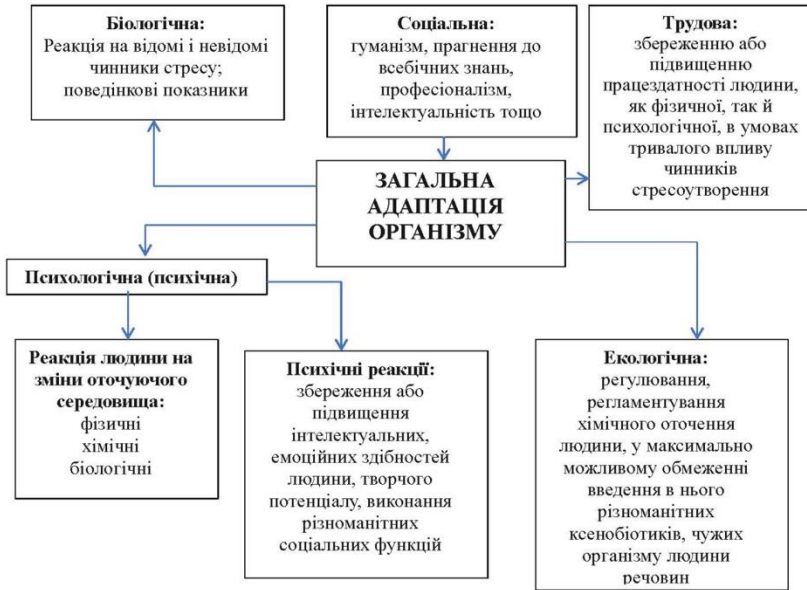 Біологічна:
Реакція на відомі і невідомі
чинники стресу;
поведінкові показники
Соціальна:
гуманізм, прагнення до
всебічних знань,
професіоналізм,
інтелектуальність тощо
Трудова:
збереженню або
підвищенню
працездатності людини,
як фізичної, так й
психологічної, в умовах
тривалого впливу
чинників
стресоутворення
ЗАГАЛЬНА
АДАПТАЦІЯ
ОРГАНІЗМУ
Психологічна (психічна)
Реакція людини на
зміни оточуючого
середовища:
фізичні
хімічні
біологічні
Психічні реакції:
збереження або
підвищення
інтелектуальних,
емоційних здібностей
людини, творчого
потенціалу, виконання
різноманітних
соціальних функцій
Екологічна:
регулювання,
регламентування
хімічного оточення
людини, у максимально
можливому обмеженні
введення в нього
різноманітних
ксенобіотиків, чужих
організму людини
речовин